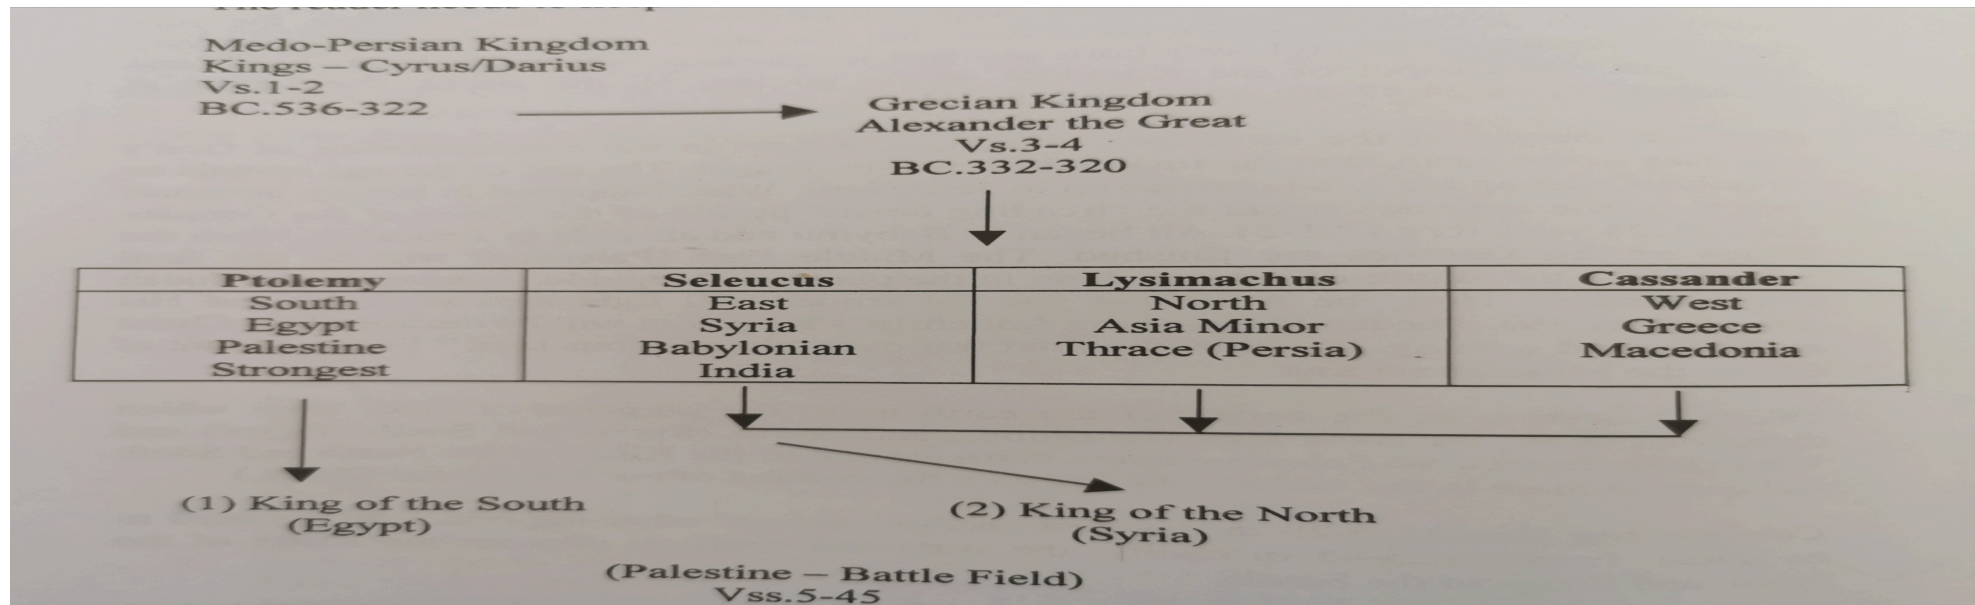 Medo-Persian Kingdom
Kings – Cyrus/Darius
Vs.1-2
BC.536-322
Grecian Kingdom
Alexander the Great
Vs.3-4
BC.332-320
Ptolemy
South
Egypt
Palestine
Strongest
Seleucus
East
Syria
Babylonian
India
Lysimachus
North
Asia Minor
Thrace (Persia)
Cassander
West
Greece
Macedonia
(1) King of the South
(Egypt)
(2) King of the North
(Syria)
(Palestine – Battle Field)
Vss.5-45